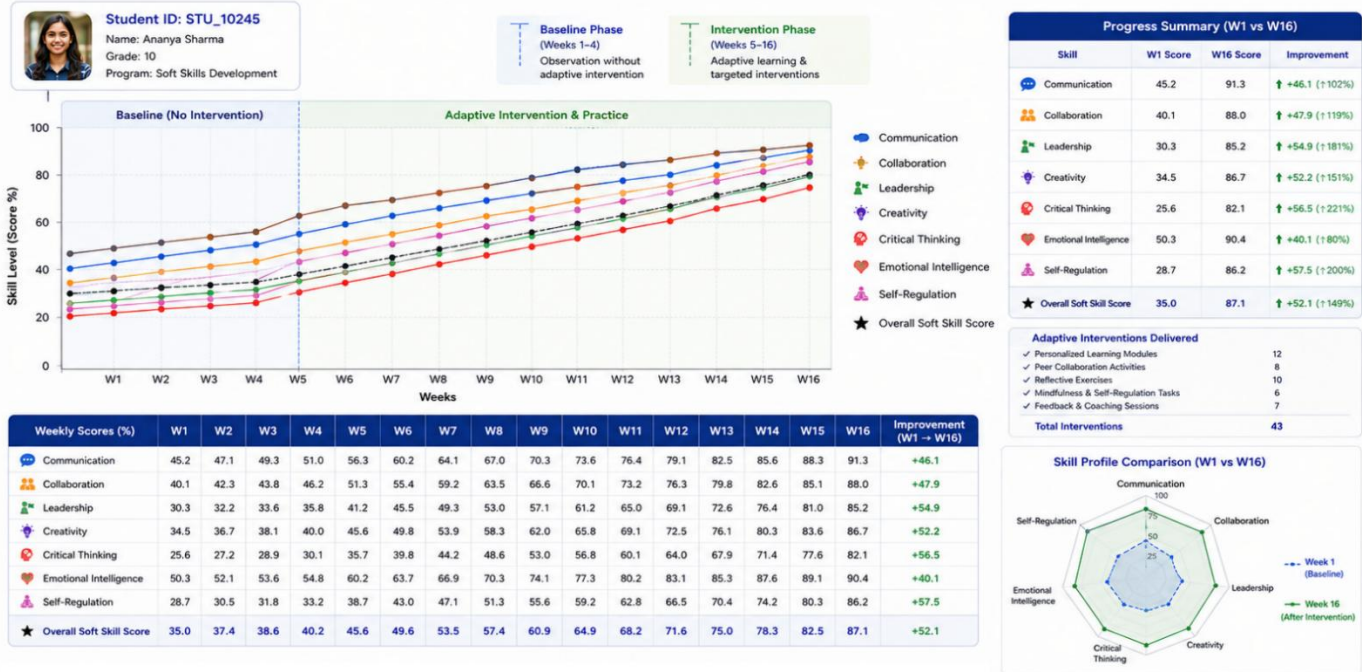 Student ID: STU_10245
Name: Ananya Sharma
Grade: 10
Program: Soft Skills Development
Baseline Phase
(Weeks 1–4)
Observation without
adaptive intervention
Intervention Phase
(Weeks 5–16)
Adaptive learning &
targeted interventions
Baseline (No Intervention)
Adaptive Intervention & Practice
Skill Level (Score %)
100
80
60
40
20
0
W1 W2 W3 W4 W5 W6 W7 W8 W9 W10 W11 W12 W13 W14 W15 W16
Weeks
Communication
Collaboration
Leadership
Creativity
Critical Thinking
Emotional Intelligence
Self-Regulation
Overall Soft Skill Score
Progress Summary (W1 vs W16)
Skill W1 Score W16 Score Improvement
Communication 45.2 91.3 ↑ +46.1 (↑102%)
Collaboration 40.1 88.0 ↑ +47.9 (↑119%)
Leadership 30.3 85.2 ↑ +54.9 (↑181%)
Creativity 34.5 86.7 ↑ +52.2 (↑151%)
Critical Thinking 25.6 82.1 ↑ +56.5 (↑221%)
Emotional Intelligence 50.3 90.4 ↑ +40.1 (↑80%)
Self-Regulation 28.7 86.2 ↑ +57.5 (↑200%)
Overall Soft Skill Score 35.0 87.1 ↑ +52.1 (↑149%)
Adaptive Interventions Delivered
✓ Personalized Learning Modules 12
✓ Peer Collaboration Activities 8
✓ Reflective Exercises 10
✓ Mindfulness & Self-Regulation Tasks 6
✓ Feedback & Coaching Sessions 7
Total Interventions 43
Weekly Scores (%) W1 W2 W3 W4 W5 W6 W7 W8 W9 W10 W11 W12 W13 W14 W15 W16 Improvement
(W1 → W16)
Communication 45.2 47.1 49.3 51.0 56.3 60.2 64.1 67.0 70.3 73.6 76.4 79.1 82.5 85.6 88.3 91.3 +46.1
Collaboration 40.1 42.3 43.8 46.2 51.3 55.4 59.2 63.5 66.6 70.1 73.2 76.3 79.8 82.6 85.1 88.0 +47.9
Leadership 30.3 32.2 33.6 35.8 41.2 45.5 49.3 53.0 57.1 61.2 65.0 69.1 72.6 76.4 81.0 85.2 +54.9
Creativity 34.5 36.7 38.1 40.0 45.6 49.8 53.9 58.3 62.0 65.8 69.1 72.5 76.1 80.3 83.6 86.7 +52.2
Critical Thinking 25.6 27.2 28.9 30.1 35.7 39.8 44.2 48.6 53.0 56.8 60.1 64.0 67.9 71.4 77.6 82.1 +56.5
Emotional Intelligence 50.3 52.1 53.6 54.8 60.2 63.7 66.9 70.3 74.1 77.3 80.2 83.1 85.3 87.6 89.1 90.4 +40.1
Self-Regulation 28.7 30.5 31.8 33.2 38.7 43.0 47.1 51.3 55.6 59.2 62.8 66.5 70.4 74.2 80.3 86.2 +57.5
Overall Soft Skill Score 35.0 37.4 38.6 40.2 45.6 49.6 53.5 57.4 60.9 64.9 68.2 71.6 75.0 78.3 82.5 87.1 +52.1
Skill Profile Comparison (W1 vs W16)
Communication
100
75
50
25
Self-Regulation
Collaboration
Emotional
Intelligence
Leadership
Critical
Thinking
Creativity
Week 1
(Baseline)
Week 16
(After Intervention)